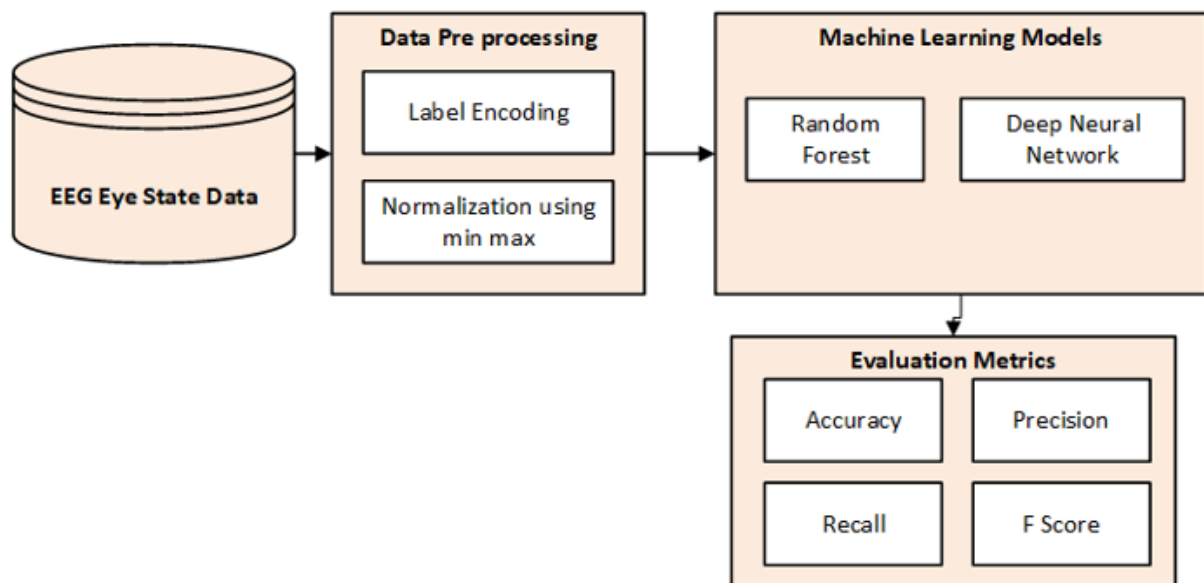 EEG Eye State Data
Data Pre processing
Label Encoding
Normalization using
min max
Machine Learning Models
Random
Forest
Deep Neural
Network
Evaluation Metrics
Accuracy
Precision
Recall
F Score